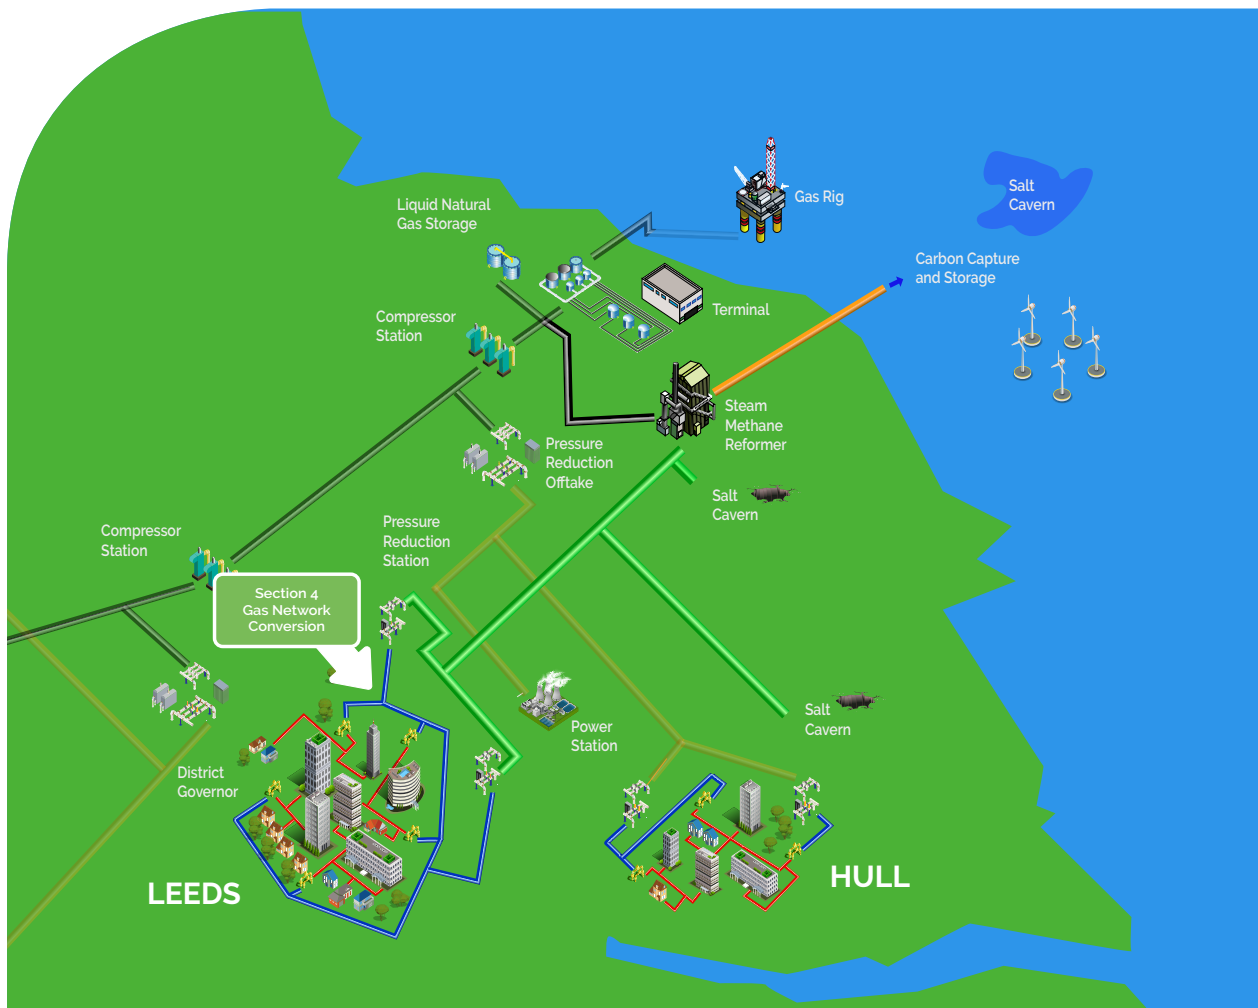 Salt
Cavern
Gas Rig
Liquid Natural
Gas Storage
Carbon Capture
and Storage
Terminal
Compressor
Station
Steam
Methane
Reformer
Pressure
Reduction
Offtake
Salt
Cavern
Pressure
Reduction
Station
Compressor
Station
Section 4
Gas Network
Conversion
Salt
Cavern
Power
Station
District
Governor
LEEDS
HULL